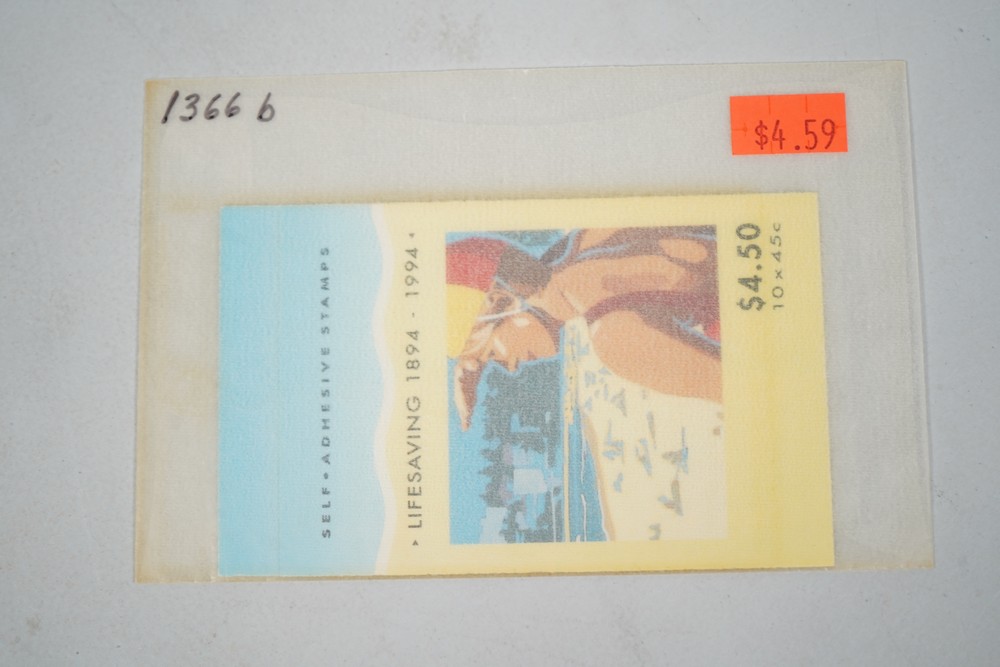 1366 b
$4.59
SELF•ADHESIVE STAMPS
LIFESAVING 1894 - 1994
$4.50
10 x 45c